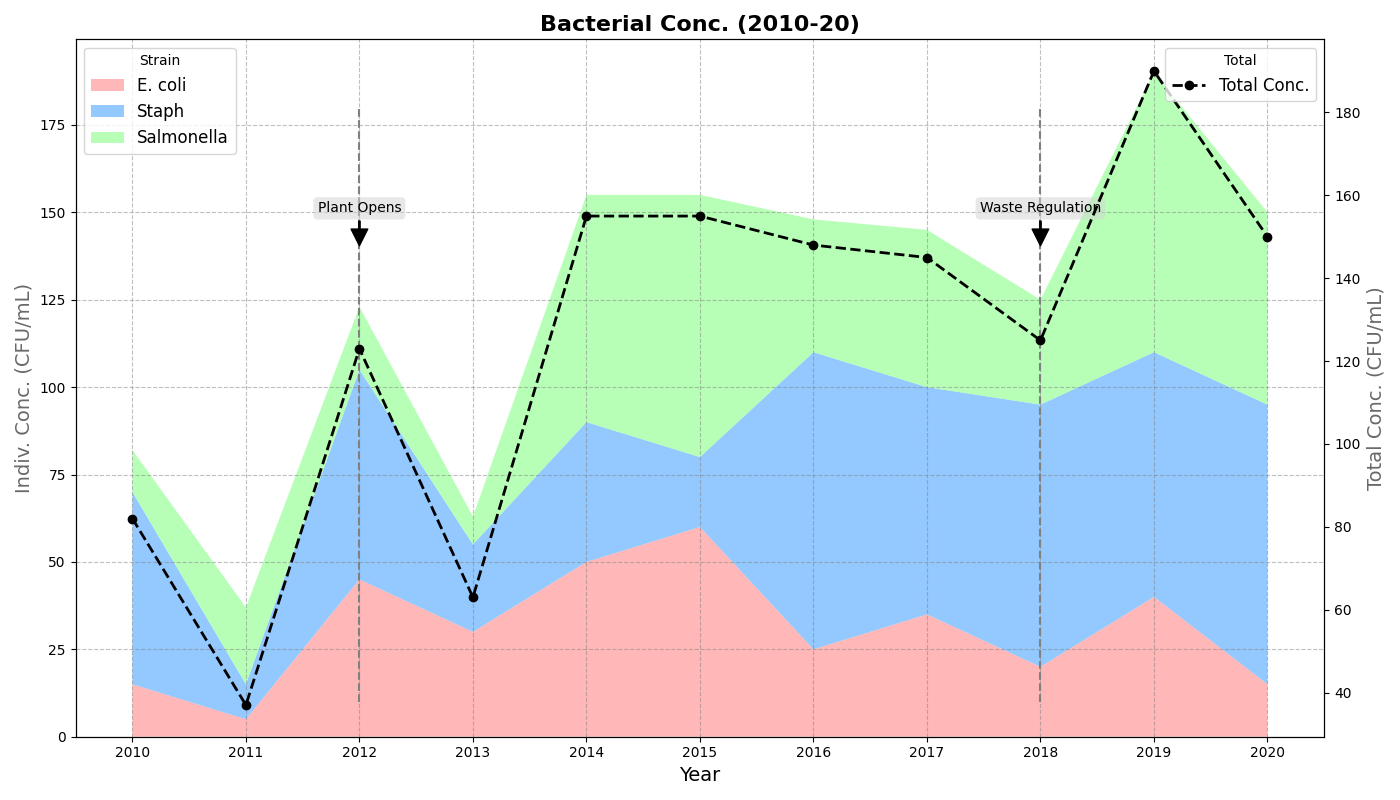 Bacterial Conc. (2010-20)
Strain
E. coli
Staph
Salmonella
Total
Total Conc.
Plant Opens
Waste Regulation
Indiv. Conc. (CFU/mL)
175
150
125
100
75
50
25
0
180
160
140
120
100
80
60
40
Total Conc. (CFU/mL)
2010 2011 2012 2013 2014 2015 2016 2017 2018 2019 2020
Year